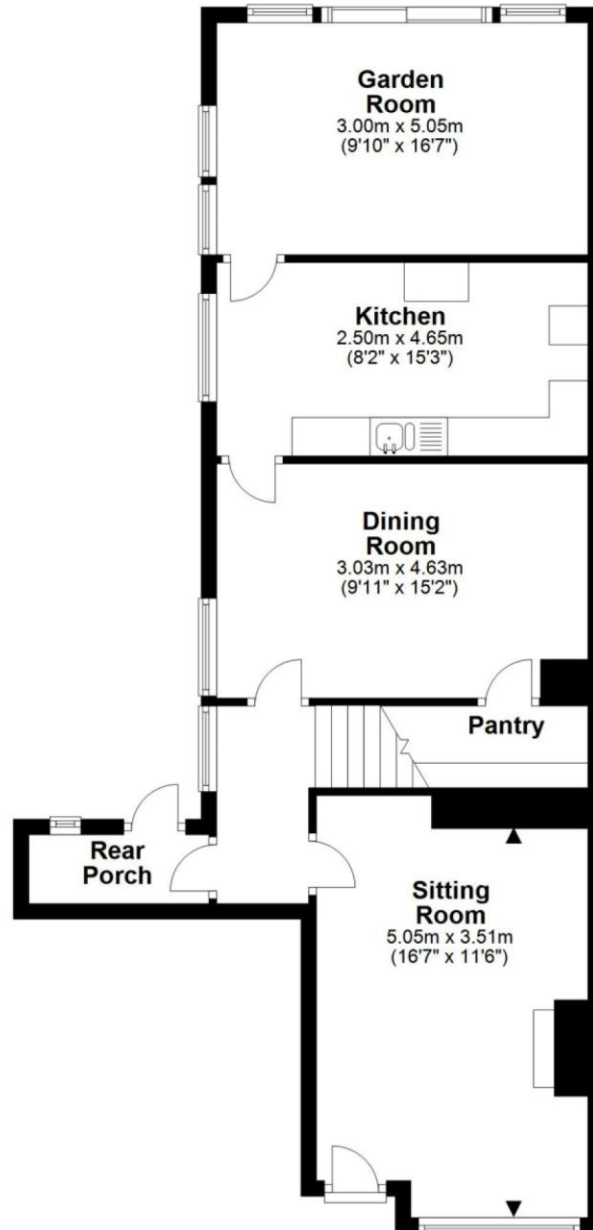 Garden
Room
3.00m x 5.05m
(9'10" x 16'7")
Kitchen
2.50m x 4.65m
(8'2" x 15'3")
Dining
Room
3.03m x 4.63m
(9'11" x 15'2")
Pantry
Rear
Porch
Sitting
Room
5.05m x 3.51m
(16'7" x 11'6")